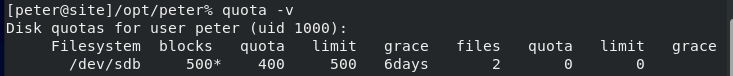 [peter@site]/opt/peter% quota -v
Disk quotas for user peter (uid 1000):
     Filesystem  blocks   quota   limit   grace   files   quota   limit   grace
       /dev/sdb     500*    400     500   6days       2       0       0